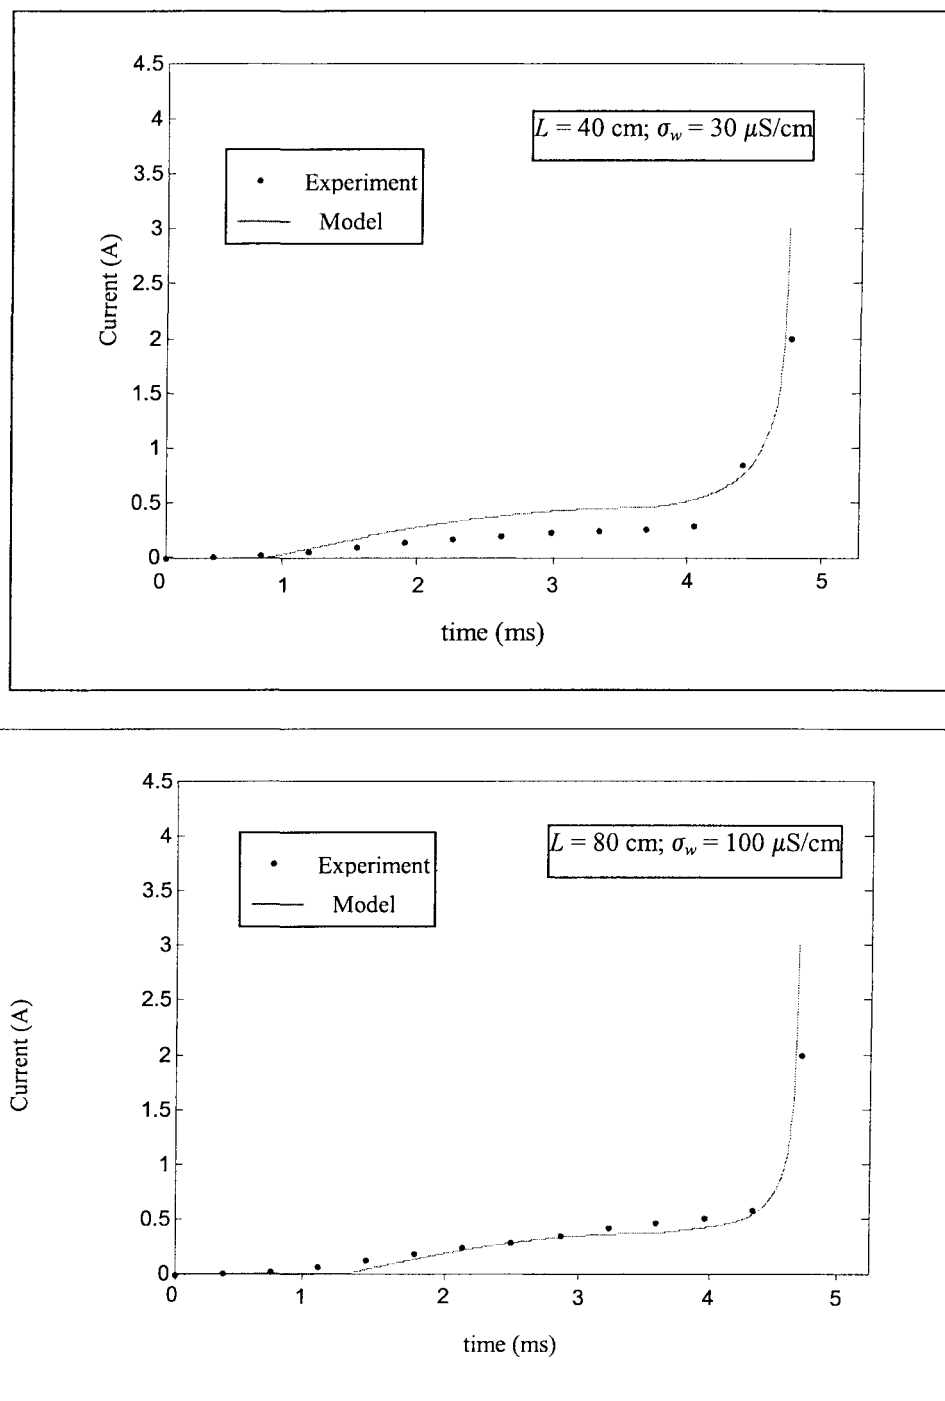 4.5
4
3.5
3
2.5
2
1.5
1
0.5
0
L = 40 cm; σw = 30 μS/cm
Experiment
Model
Current (A)
0 1 2 3 4 5
time (ms)
4.5
4
3.5
3
2.5
2
1.5
1
0.5
0
L = 80 cm; σw = 100 μS/cm
Experiment
Model
Current (A)
0 1 2 3 4 5
time (ms)